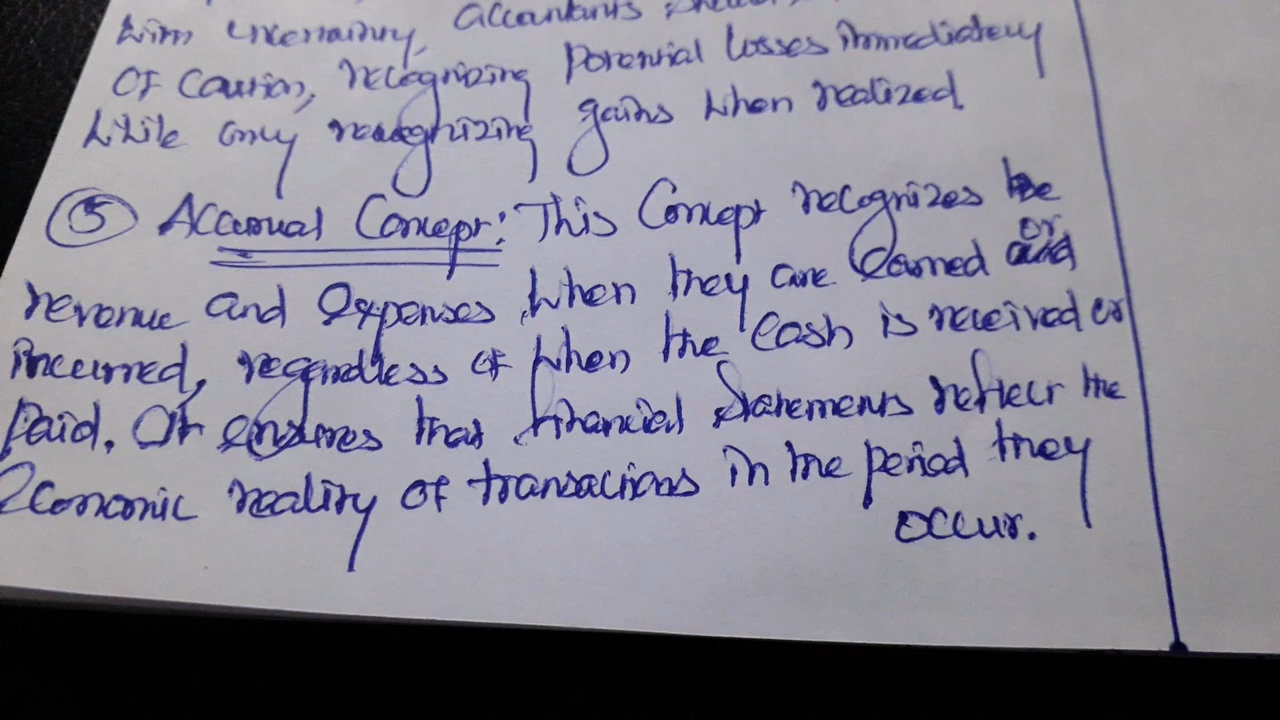 with uncertainty, accountants
of caution, recognizing potential losses immediately
while only recognizing gains when realized
⑤ Accrual Concept: This concept recognizes
or
revenue and expenses when they are earned
incurred, regardless of when the cash is received or
paid. It ensures that financial statements reflect the
economic reality of transactions in the period they
occur.